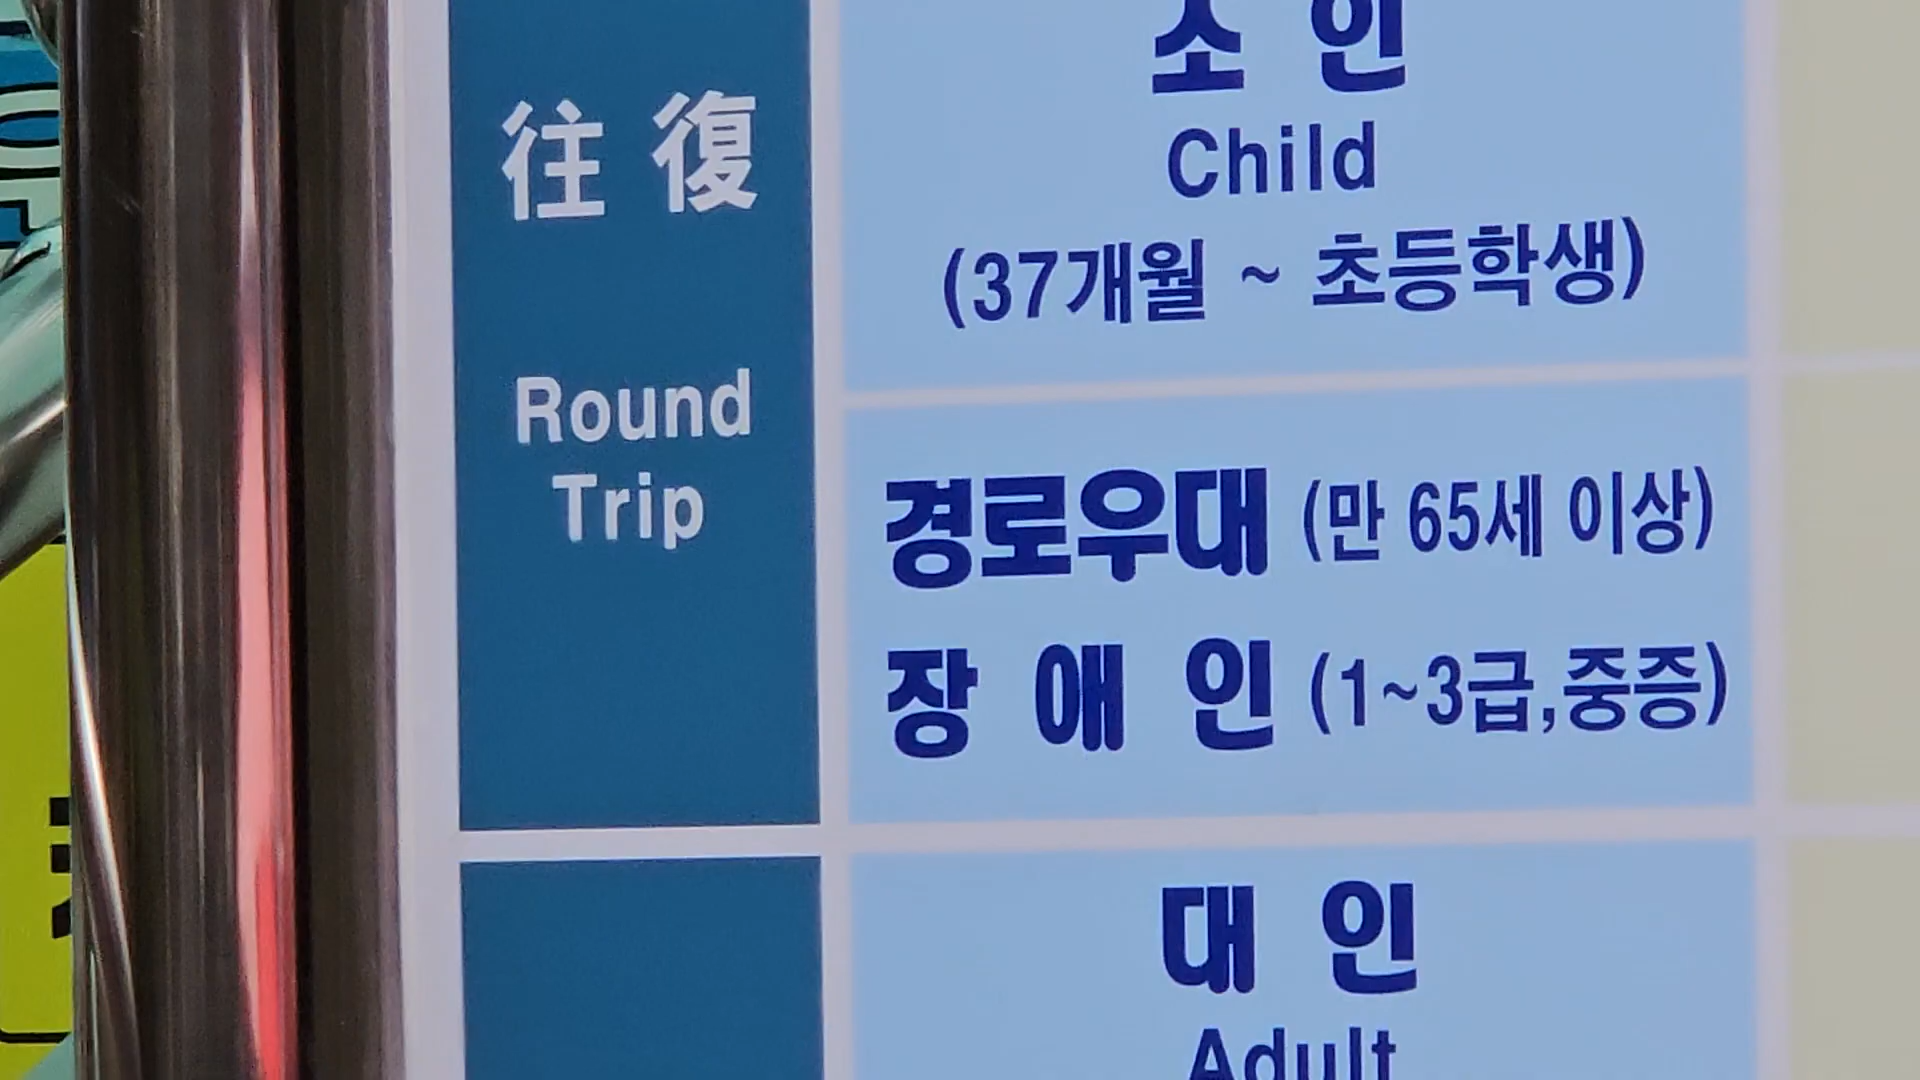 往 復
Round
Trip
소 인
Child
(37개월 ~ 초등학생)
경로우대 (만 65세 이상)
장 애 인 (1~3급,중증)
대 인
Adult